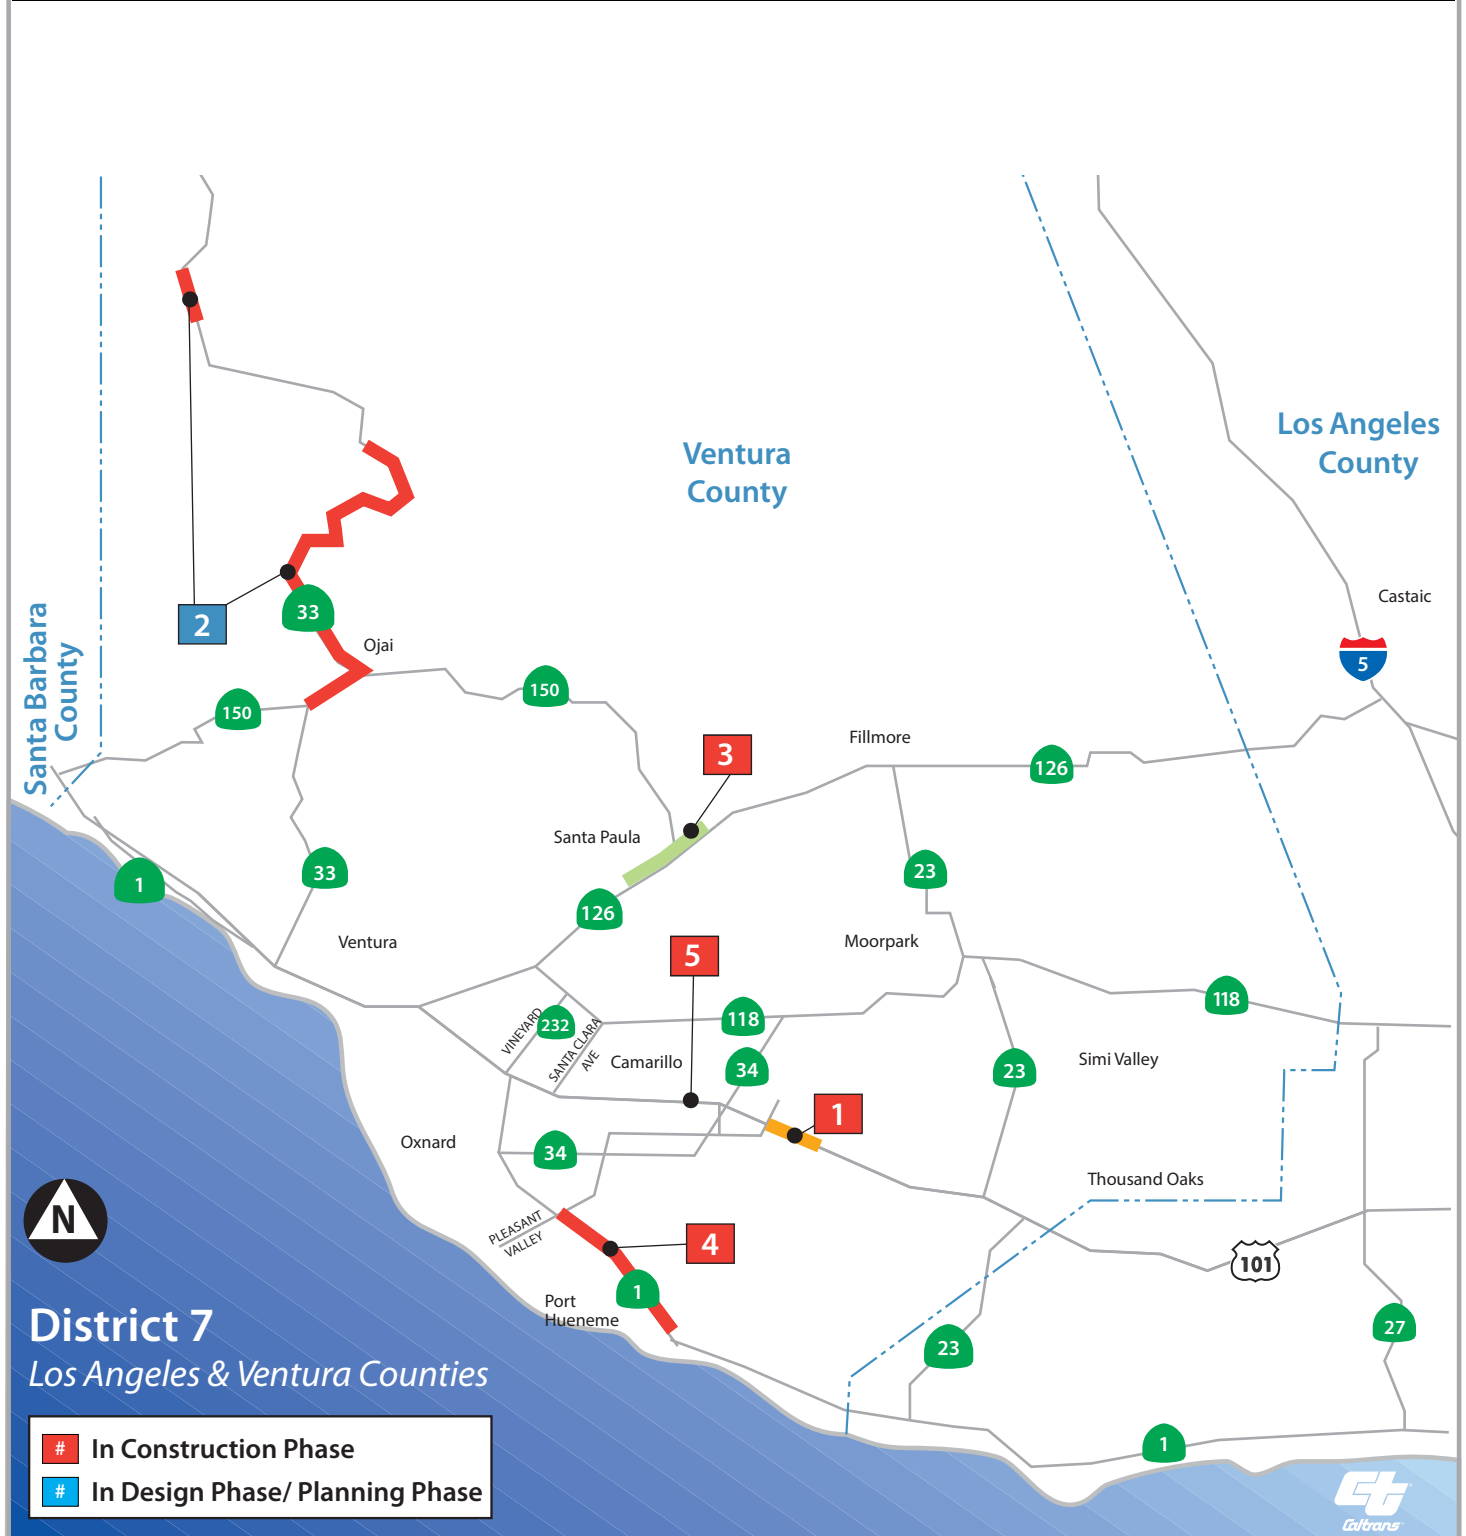 Ventura
County
Los Angeles
County
Castaic
5
Santa Barbara
County
2
33
Ojai
150
150
3
Fillmore
126
Santa Paula
1
33
126
23
Ventura
5
Moorpark
118
118
VINEYARD
232
SANTA CLARA
AVE
Camarillo
34
23
Simi Valley
1
Oxnard
34
Thousand Oaks
N
PLEASANT
VALLEY
4
101
1
Port
Hueneme
27
23
District 7
Los Angeles & Ventura Counties
1
# In Construction Phase
# In Design Phase/ Planning Phase
ct
Caltrans